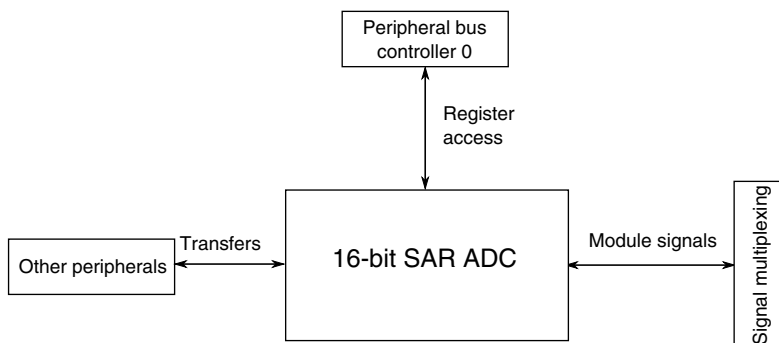 Peripheral bus
controller 0
Register
access
16-bit SAR ADC
Transfers
Other peripherals
Module signals
Signal multiplexing